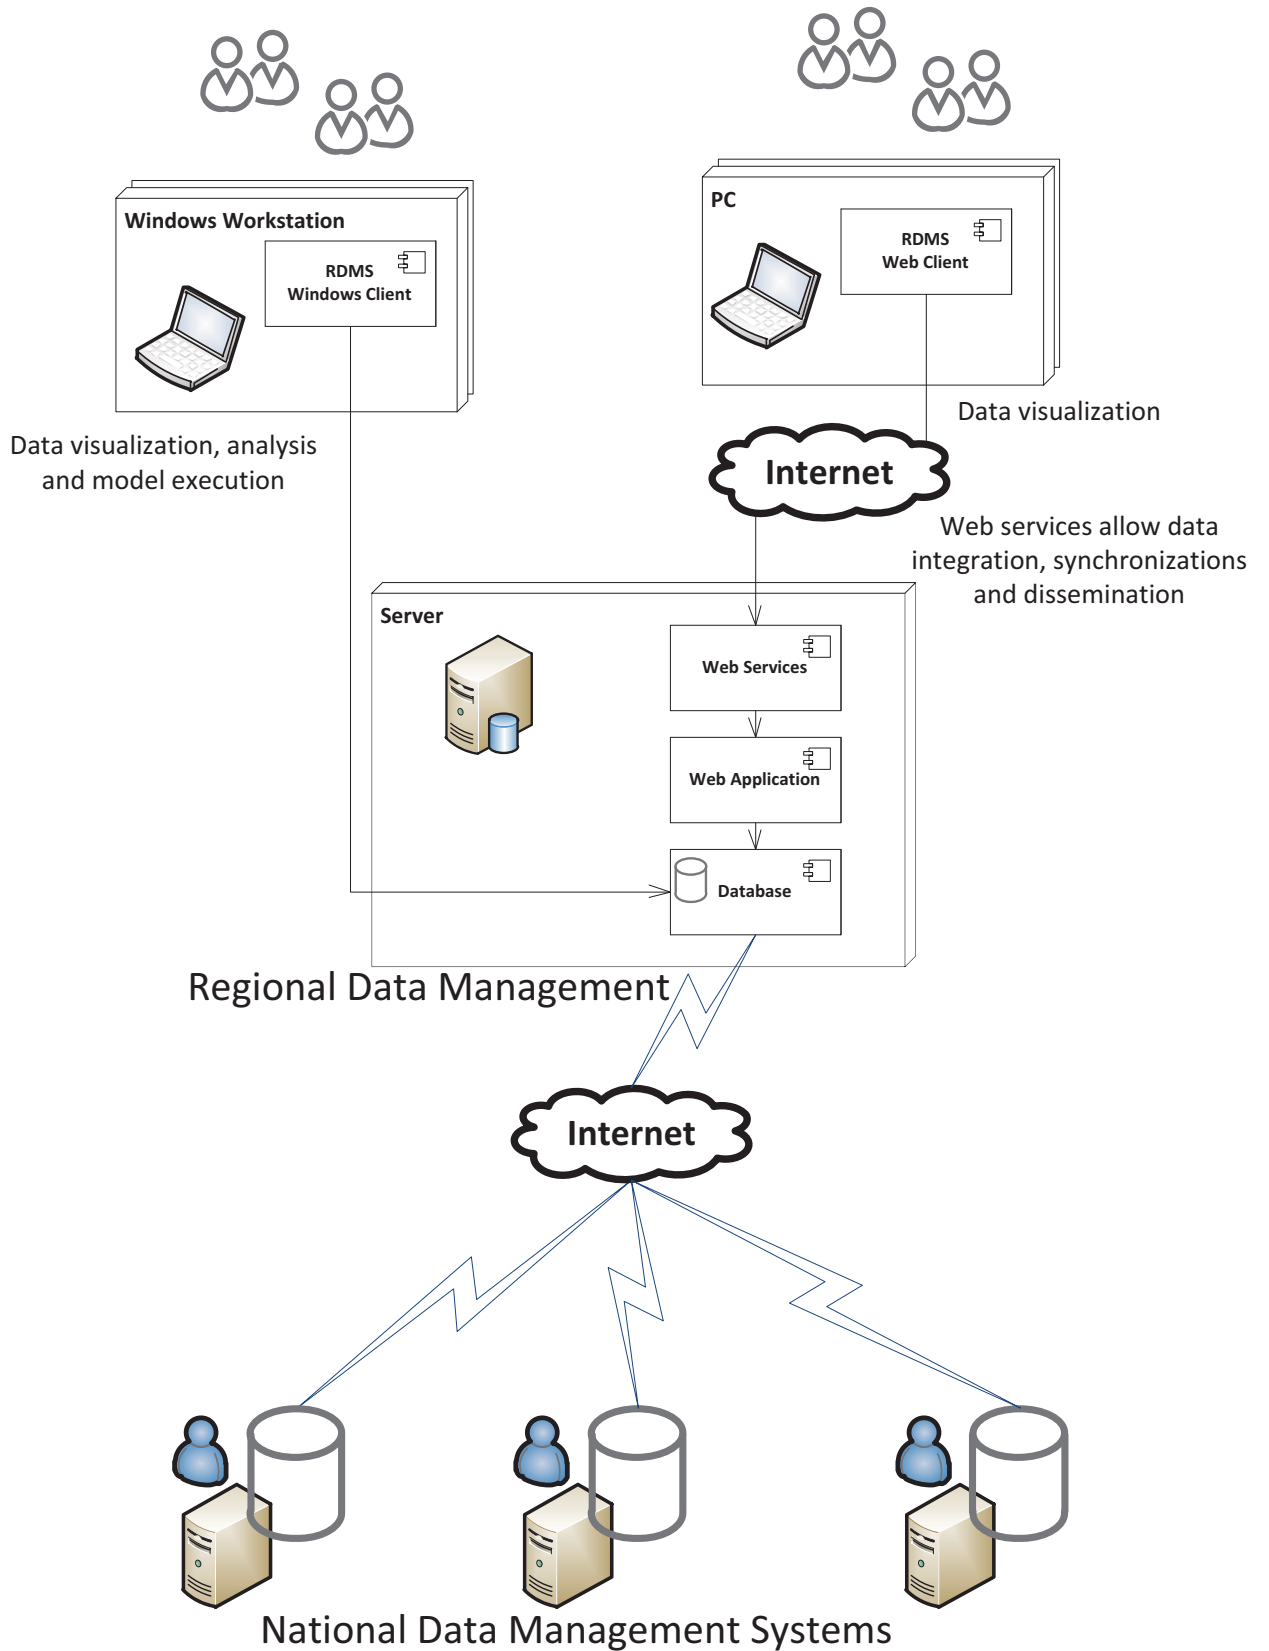 Windows Workstation
RDMS
Windows Client
PC
RDMS
Web Client
Data visualization, analysis
and model execution
Data visualization
Internet
Web services allow data
integration, synchronizations
and dissemination
Server
Web Services
Web Application
Database
Regional Data Management
Internet
National Data Management Systems